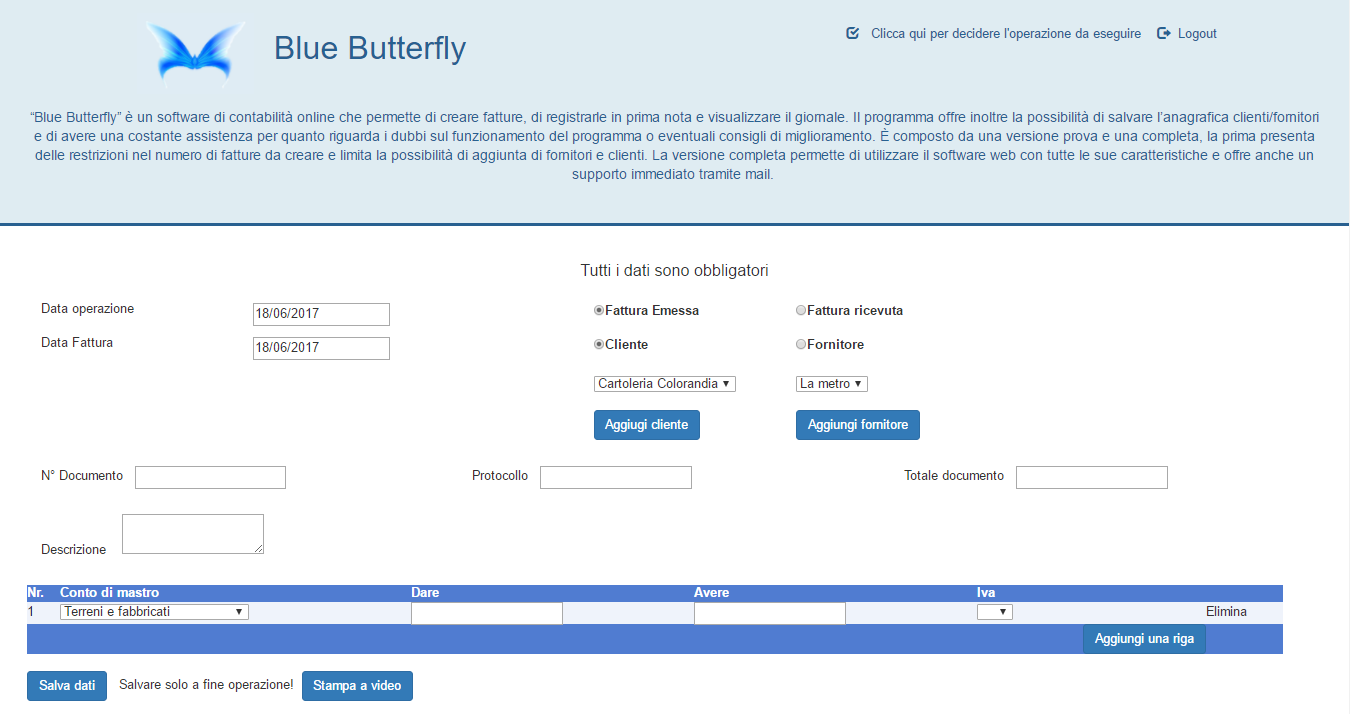 Blue Butterfly
Clicca qui per decidere l'operazione da eseguire Logout
“Blue Butterfly” è un software di contabilità online che permette di creare fatture, di registrarle in prima nota e visualizzare il giornale. Il programma offre inoltre la possibilità di salvare l’anagrafica clienti/fornitori
e di avere una costante assistenza per quanto riguarda i dubbi sul funzionamento del programma o eventuali consigli di miglioramento. È composto da una versione prova e una completa, la prima presenta
delle restrizioni nel numero di fatture da creare e limita la possibilità di aggiunta di fornitori e clienti. La versione completa permette di utilizzare il software web con tutte le sue caratteristiche e offre anche un
supporto immediato tramite mail.
Tutti i dati sono obbligatori
Data operazione 18/06/2017 Fattura Emessa Fattura ricevuta
Data Fattura 18/06/2017 Cliente Fornitore
Cartoleria Colorandia La metro
Aggiugi cliente Aggiungi fornitore
N° Documento Protocollo Totale documento
Descrizione
Nr. Conto di mastro Dare Avere Iva
1 Terreni e fabbricati Elimina
Aggiungi una riga
Salva dati Salvare solo a fine operazione! Stampa a video